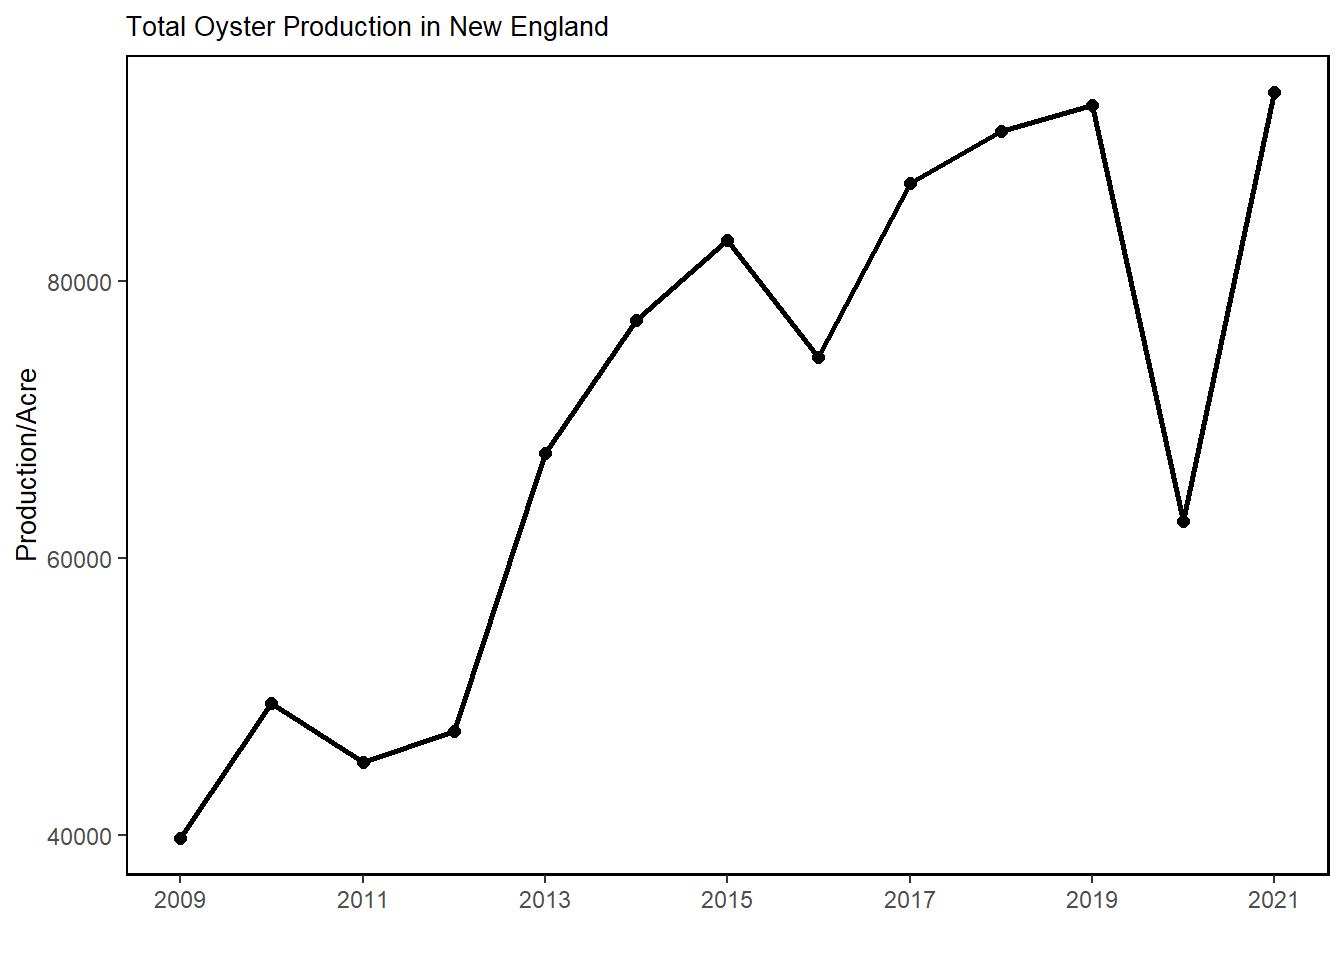 Total Oyster Production in New England
Production/Acre
80000
60000
40000
2009 2011 2013 2015 2017 2019 2021